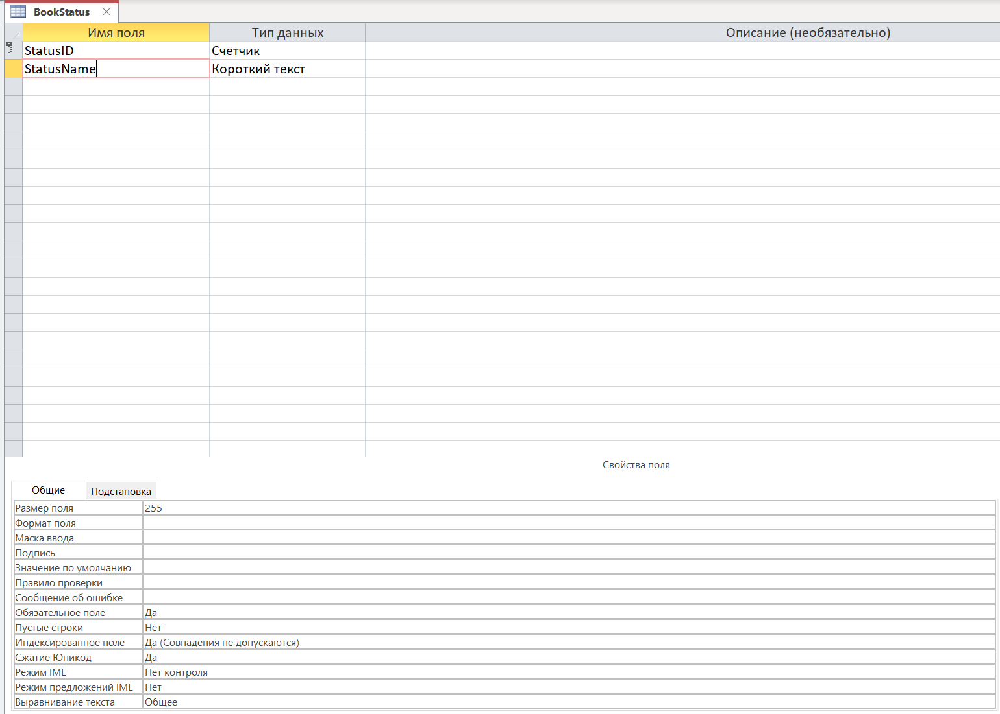 BookStatus
Имя поля Тип данных Описание (необязательно)
StatusID Счетчик
StatusName Короткий текст
Свойства поля
Общие Подстановка
Размер поля 255
Формат поля
Маска ввода
Подпись
Значение по умолчанию
Правило проверки
Сообщение об ошибке
Обязательное поле Да
Пустые строки Нет
Индексированное поле Да (Совпадения не допускаются)
Сжатие Юникод Да
Режим IME Нет контроля
Режим предложений IME Нет
Выравнивание текста Общее